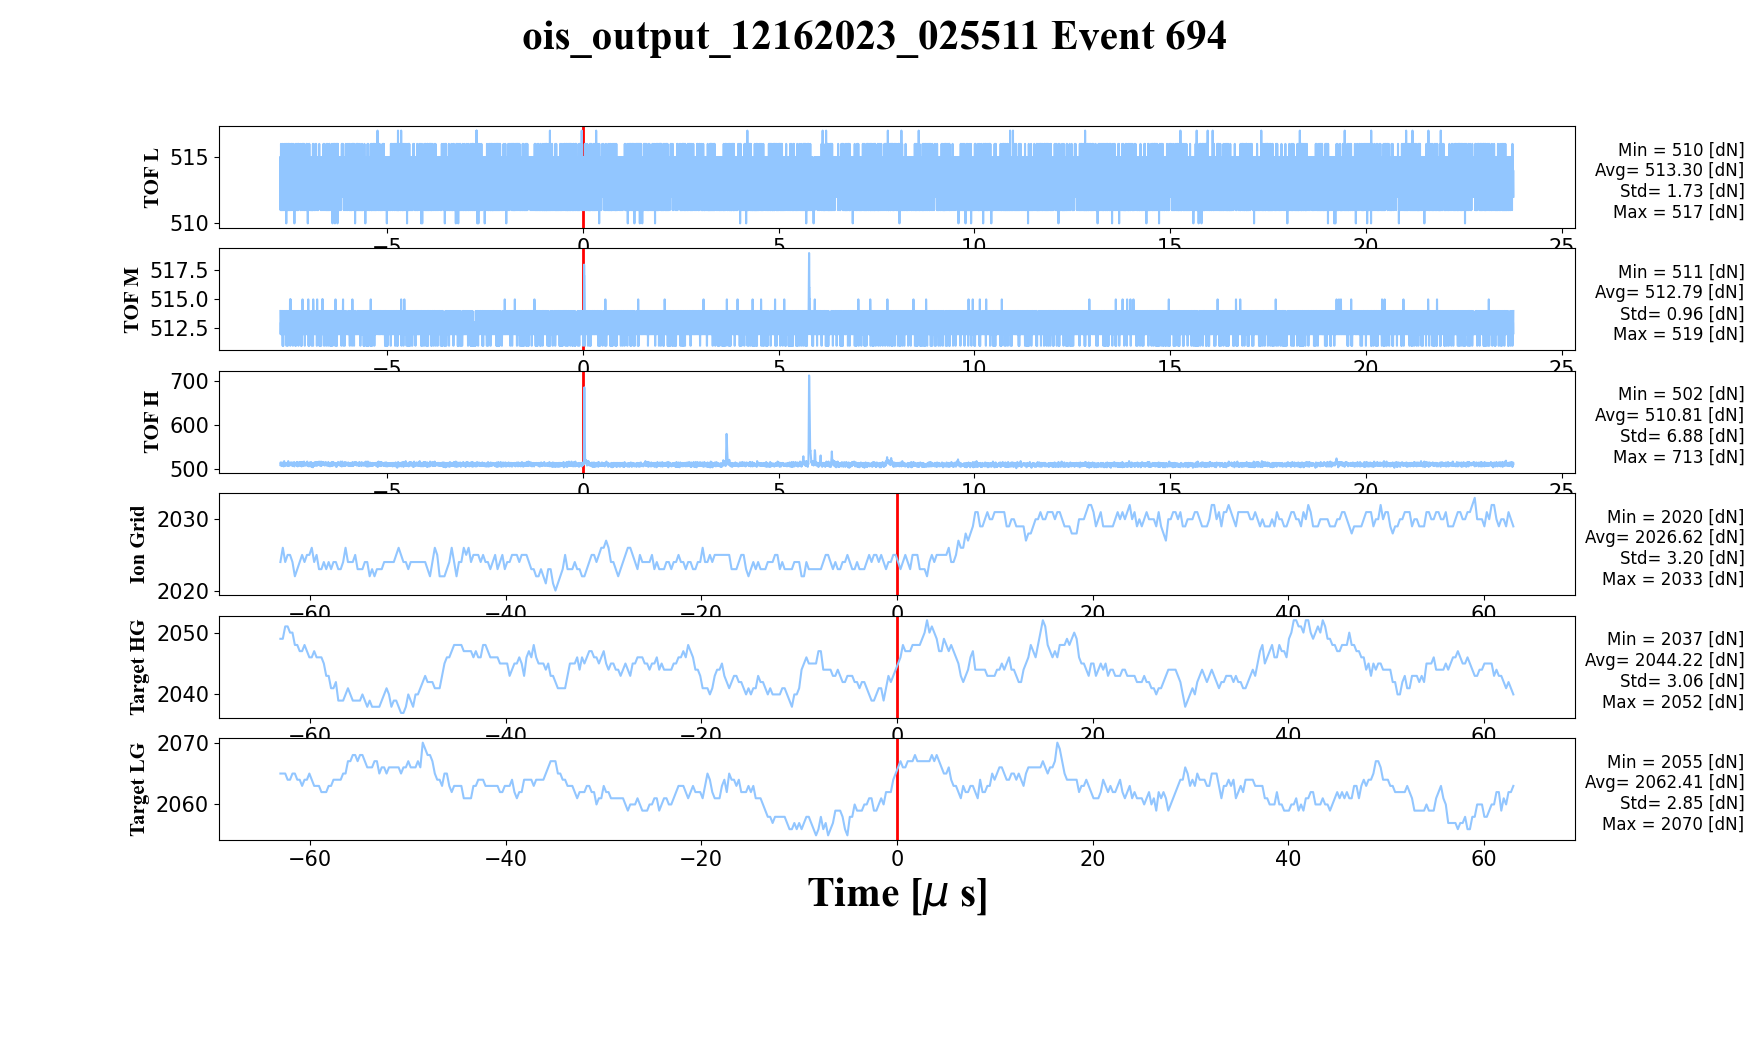 ois_output_12162023_025511 Event 694
TOF L
515
510
−5 0 5 10 15 20 25
Min = 510 [dN]
Avg= 513.30 [dN]
Std= 1.73 [dN]
Max = 517 [dN]
TOF M
517.5
515.0
512.5
−5 0 5 10 15 20 25
Min = 511 [dN]
Avg= 512.79 [dN]
Std= 0.96 [dN]
Max = 519 [dN]
TOF H
700
600
500
−5 0 5 10 15 20 25
Min = 502 [dN]
Avg= 510.81 [dN]
Std= 6.88 [dN]
Max = 713 [dN]
Ion Grid
2030
2020
−60 −40 −20 0 20 40 60
Min = 2020 [dN]
Avg= 2026.62 [dN]
Std= 3.20 [dN]
Max = 2033 [dN]
Target HG
2050
2040
−60 −40 −20 0 20 40 60
Min = 2037 [dN]
Avg= 2044.22 [dN]
Std= 3.06 [dN]
Max = 2052 [dN]
Target LG
2070
2060
−60 −40 −20 0 20 40 60
Min = 2055 [dN]
Avg= 2062.41 [dN]
Std= 2.85 [dN]
Max = 2070 [dN]
Time [μ s]